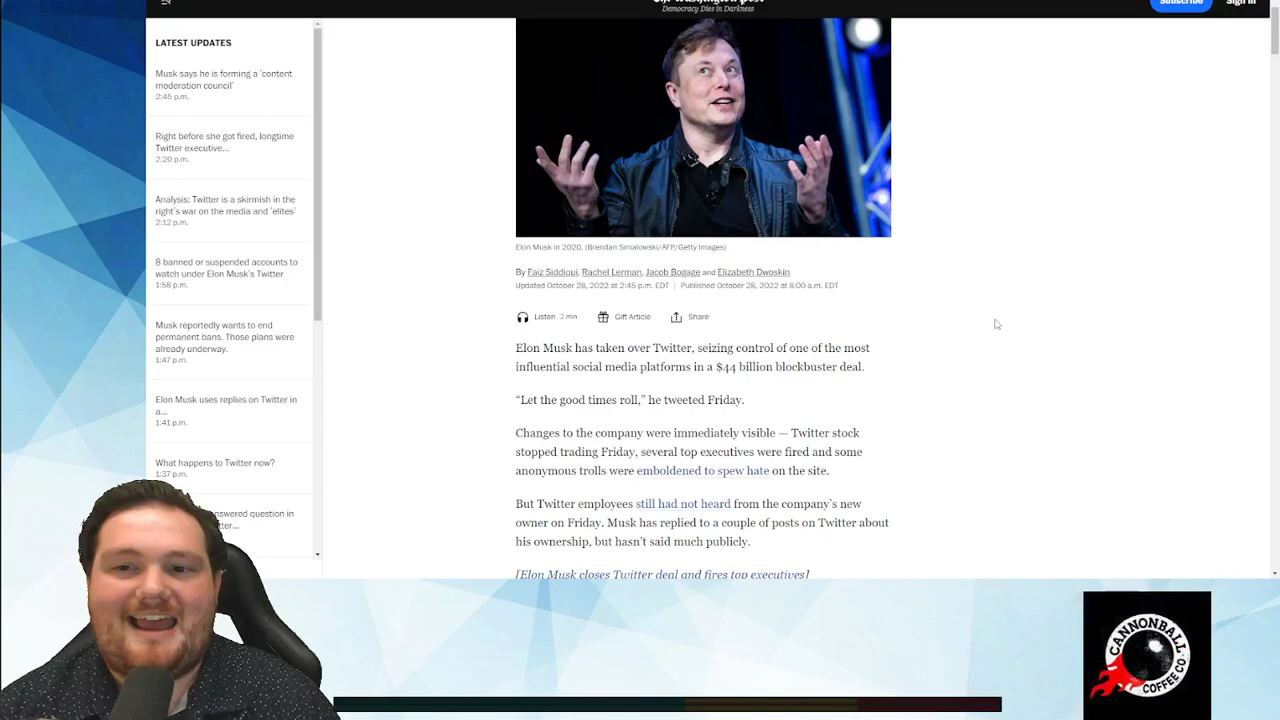 Democracy Dies in Darkness
Subscribe
Sign in
LATEST UPDATES
Musk says he is forming a 'content
moderation council'
2:45 p.m.
Right before she got fired, longtime
Twitter executive...
2:20 p.m.
Analysis: Twitter is a skirmish in the
right's war on the media and 'elites'
2:12 p.m.
8 banned or suspended accounts to
watch under Elon Musk's Twitter
1:58 p.m.
Musk reportedly wants to end
permanent bans. Those plans were
already underway.
1:47 p.m.
Elon Musk uses replies on Twitter in
a...
1:41 p.m.
What happens to Twitter now?
1:37 p.m.
question in
Elon Musk in 2020. (Brendan Smialowski/AFP/Getty Images)
By Faiz Siddiqui, Rachel Lerman, Jacob Bogage and Elizabeth Dwoskin
Updated October 28, 2022 at 2:45 p.m. EDT | Published October 28, 2022 at 8:00 a.m. EDT
Listen 2 min Gift Article Share
Elon Musk has taken over Twitter, seizing control of one of the most
influential social media platforms in a $44 billion blockbuster deal.
“Let the good times roll,” he tweeted Friday.
Changes to the company were immediately visible — Twitter stock
stopped trading Friday, several top executives were fired and some
anonymous trolls were emboldened to spew hate on the site.
But Twitter employees still had not heard from the company’s new
owner on Friday. Musk has replied to a couple of posts on Twitter about
his ownership, but hasn’t said much publicly.
[Elon Musk closes Twitter deal and fires top executives]
CANNONBALL
COFFEE CO.